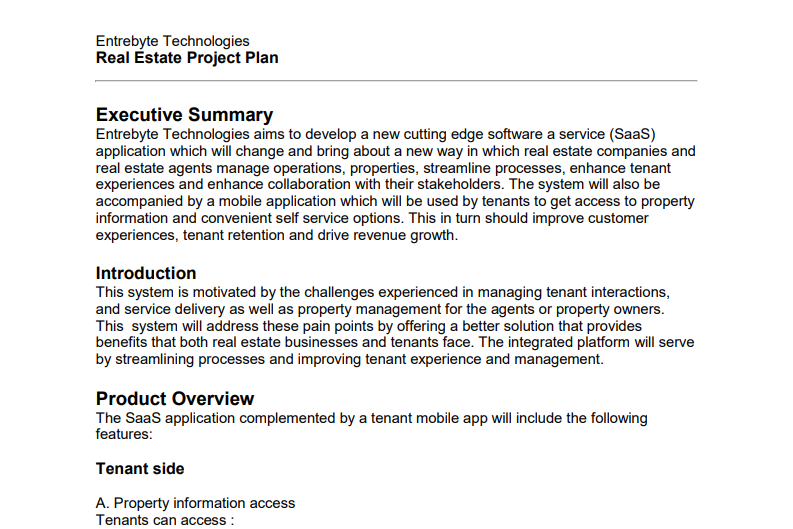 Entrebyte Technologies
Real Estate Project Plan
Executive Summary
Entrebyte Technologies aims to develop a new cutting edge software a service (SaaS)
application which will change and bring about a new way in which real estate companies and
real estate agents manage operations, properties, streamline processes, enhance tenant
experiences and enhance collaboration with their stakeholders. The system will also be
accompanied by a mobile application which will be used by tenants to get access to property
information and convenient self service options. This in turn should improve customer
experiences, tenant retention and drive revenue growth.
Introduction
This system is motivated by the challenges experienced in managing tenant interactions,
and service delivery as well as property management for the agents or property owners.
This  system will address these pain points by offering a better solution that provides
benefits that both real estate businesses and tenants face. The integrated platform will serve
by streamlining processes and improving tenant experience and management.
Product Overview
The SaaS application complemented by a tenant mobile app will include the following
features:
Tenant side
A. Property information access
Tenants can access :